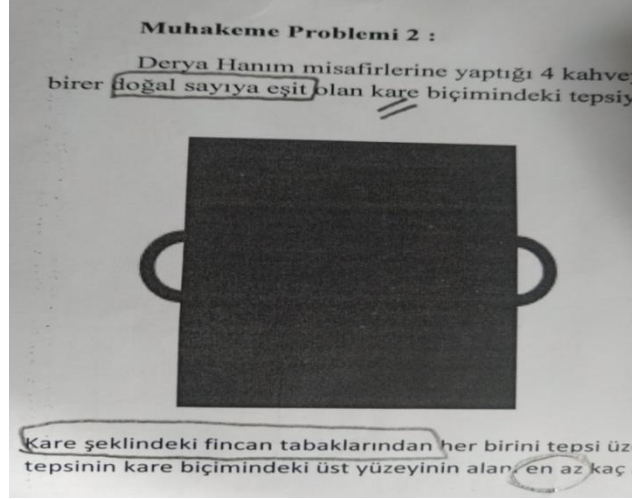 Muhakeme Problemi 2 :
Derya Hanım misafirlerine yaptığı 4 kahve
birer doğal sayıya eşit olan kare biçimindeki tepsiy
Kare şeklindeki fincan tabaklarından her birini tepsi üz
tepsinin kare biçimindeki üst yüzeyinin alanı en az kaç